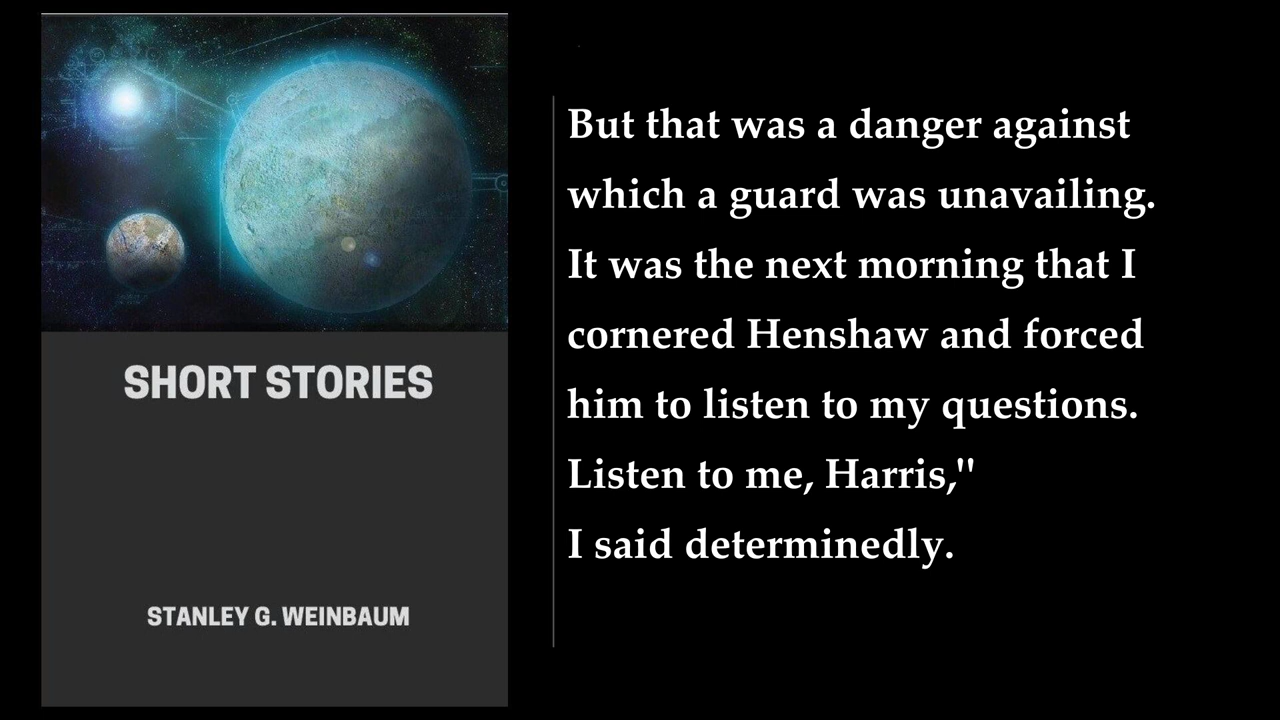 SHORT STORIES
STANLEY G. WEINBAUM
But that was a danger against
which a guard was unavailing.
It was the next morning that I
cornered Henshaw and forced
him to listen to my questions.
Listen to me, Harris,"
I said determinedly.